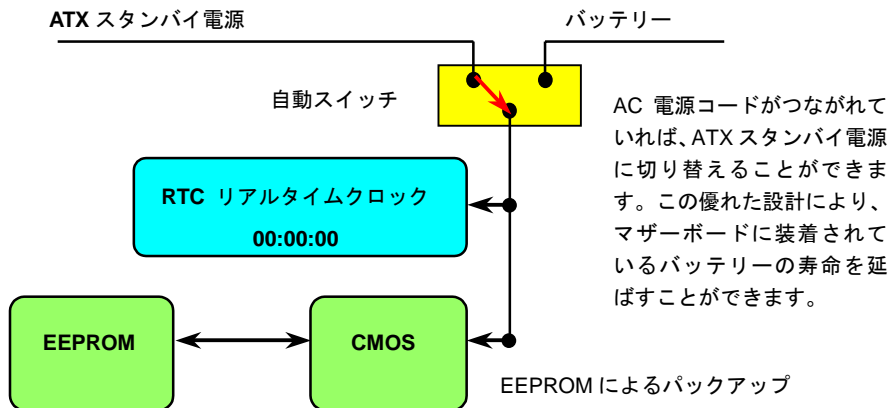 ATX スタンバイ電源
バッテリー
自動スイッチ
AC 電源コードがつながれて
いれば、ATX スタンバイ電源
に切り替えることができま
す。この優れた設計により、
マザーボードに装着されて
いるバッテリーの寿命を延
ばすことができます。
RTC リアルタイムクロック
00:00:00
EEPROM
CMOS
EEPROM によるパックアップ